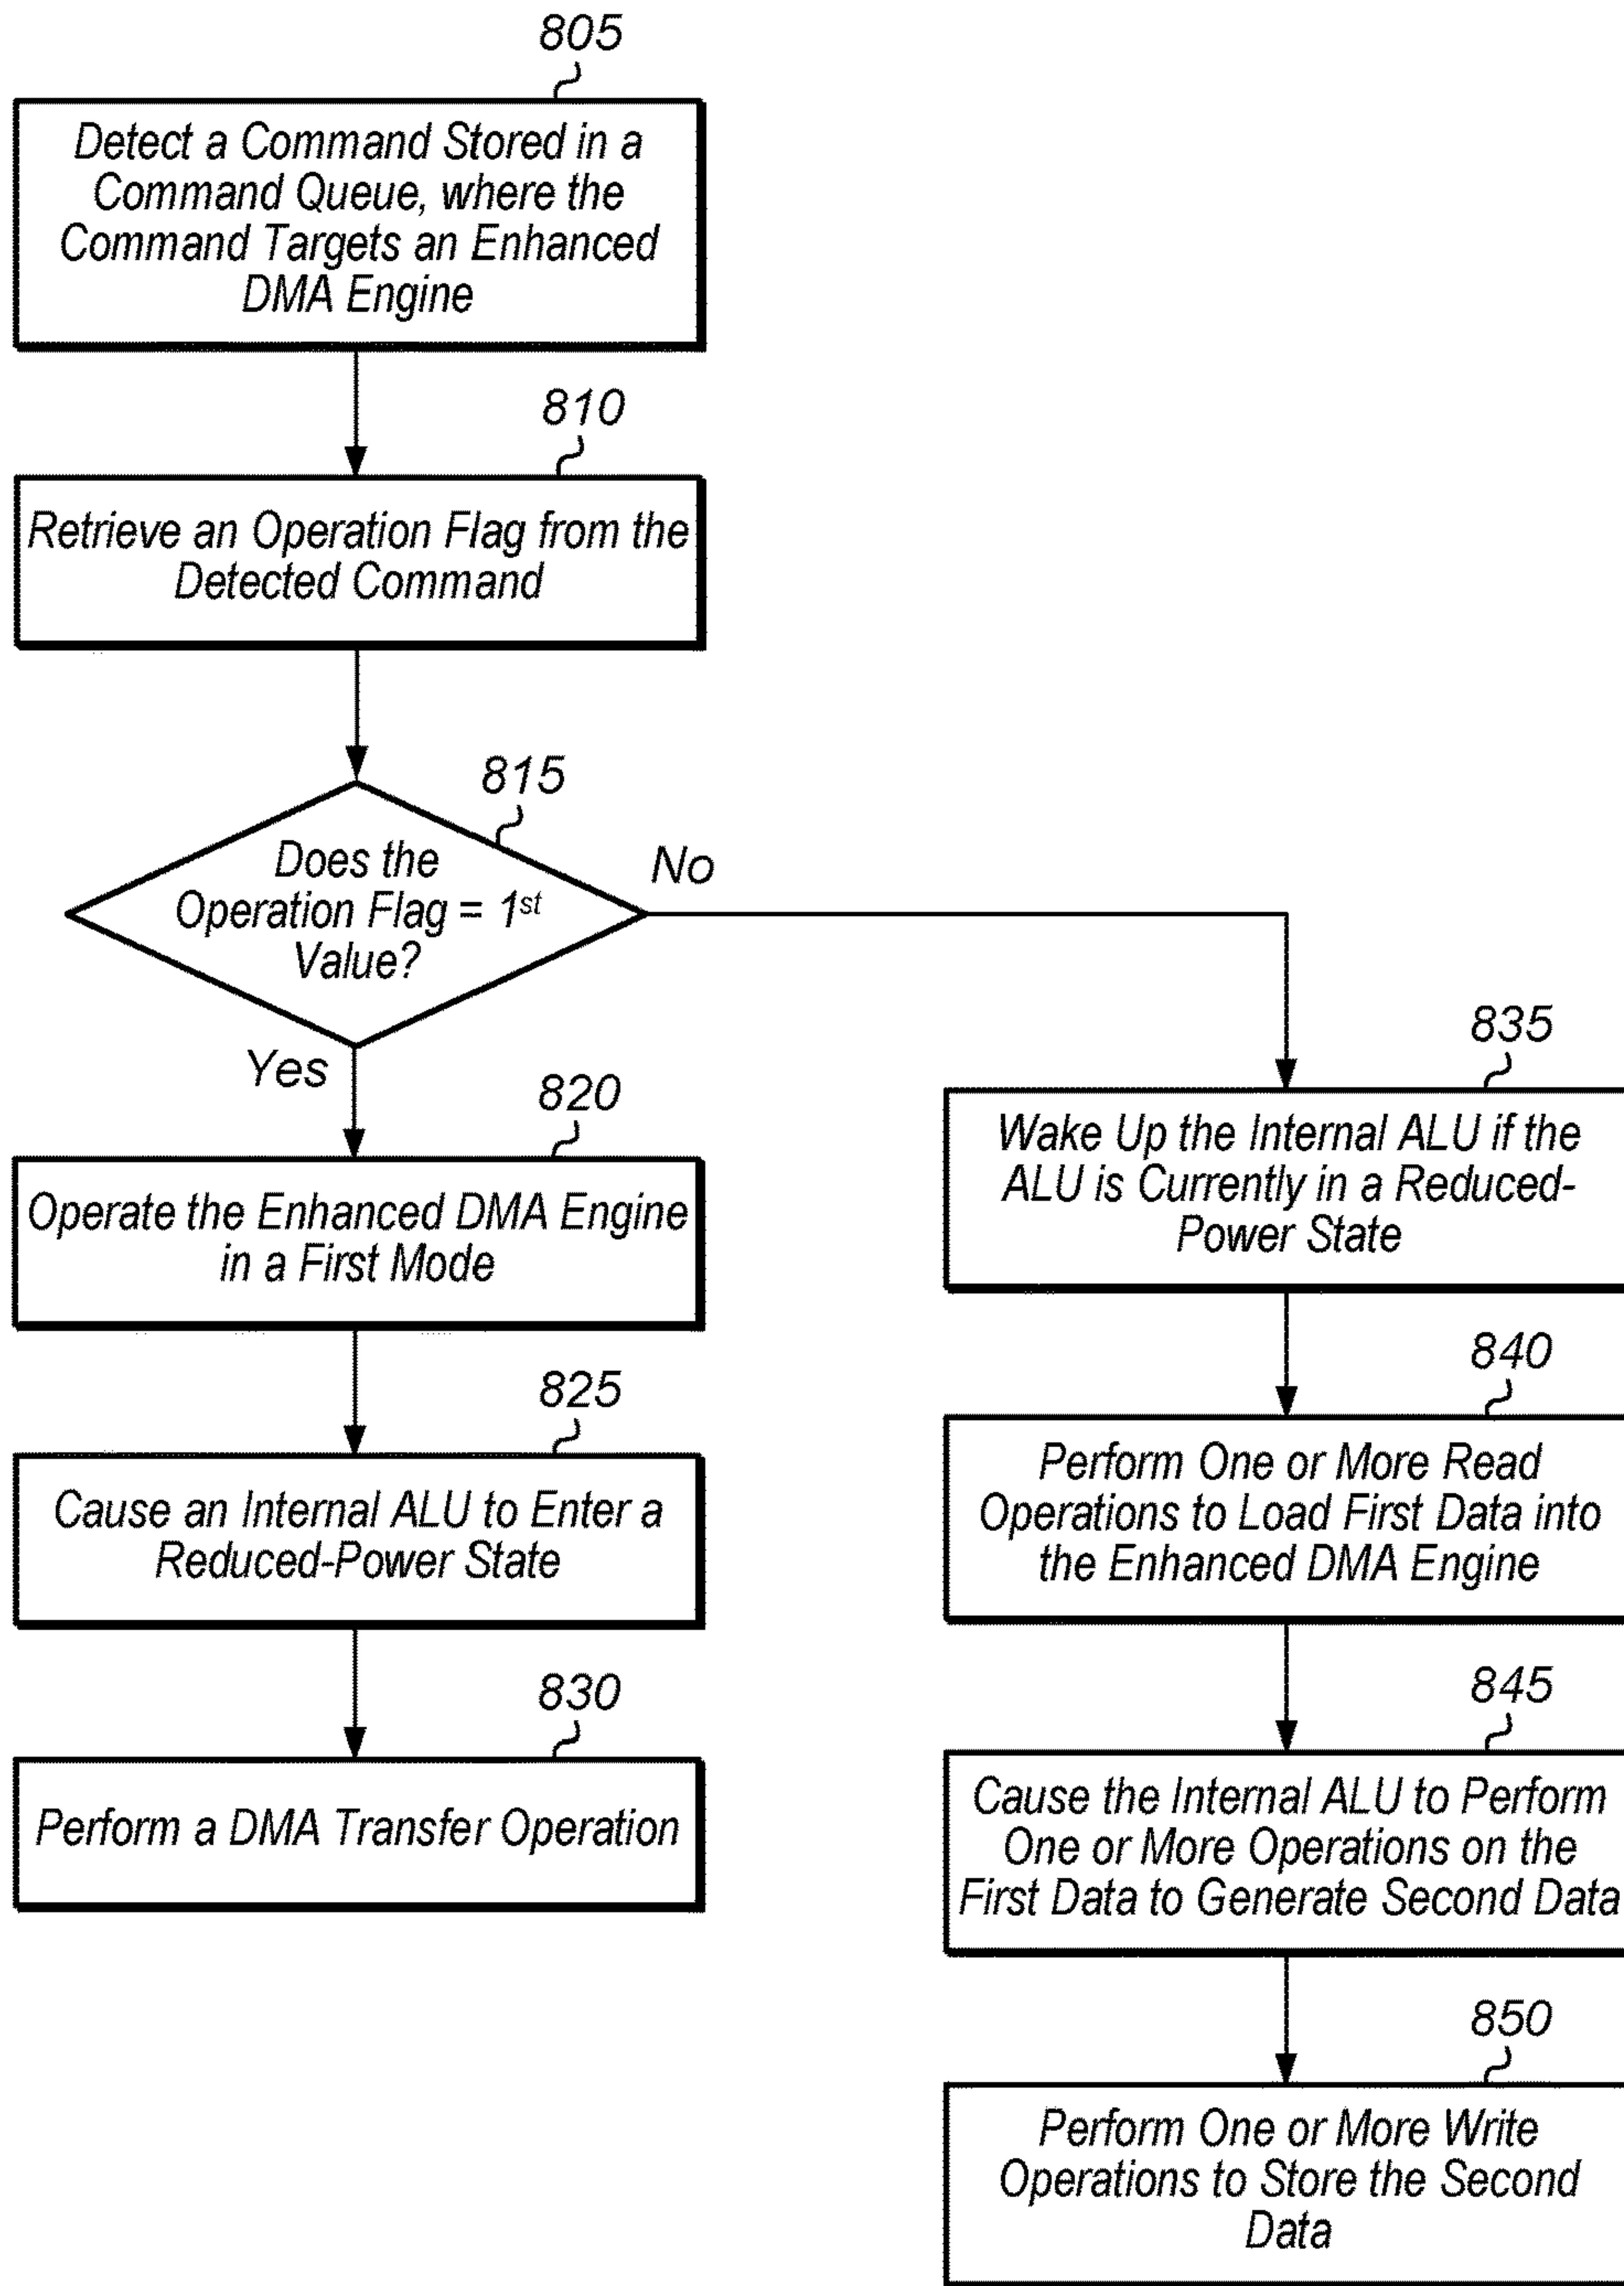 805
Detect a Command Stored in a
Command Queue, where the
Command Targets an Enhanced
DMA Engine
810
Retrieve an Operation Flag from the
Detected Command
815
Does the
Operation Flag = 1st
Value?
No
Yes
820
Operate the Enhanced DMA Engine
in a First Mode
825
Cause an Internal ALU to Enter a
Reduced-Power State
830
Perform a DMA Transfer Operation
835
Wake Up the Internal ALU if the
ALU is Currently in a Reduced-
Power State
840
Perform One or More Read
Operations to Load First Data into
the Enhanced DMA Engine
845
Cause the Internal ALU to Perform
One or More Operations on the
First Data to Generate Second Data
850
Perform One or More Write
Operations to Store the Second
Data